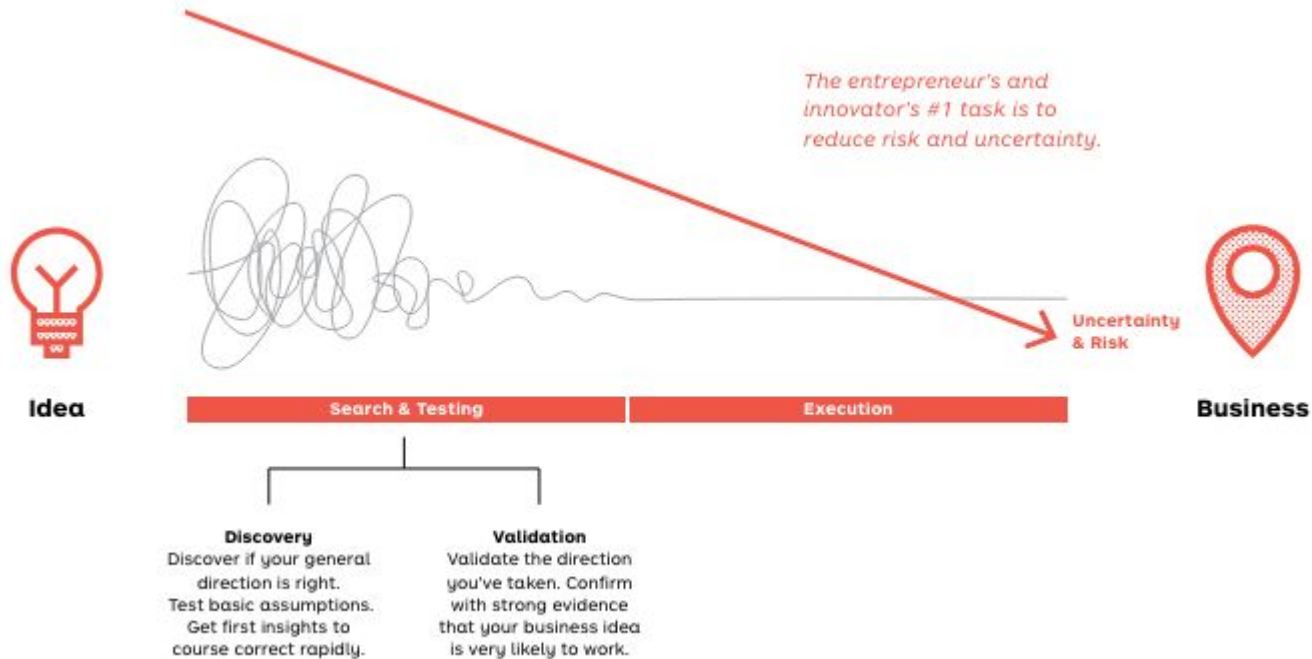 The entrepreneur's and
innovator's #1 task is to
reduce risk and uncertainty.
Uncertainty
& Risk
Idea
Search & Testing
Execution
Business
Discovery
Discover if your general
direction is right.
Test basic assumptions.
Get first insights to
course correct rapidly.
Validation
Validate the direction
you've taken. Confirm
with strong evidence
that your business idea
is very likely to work.